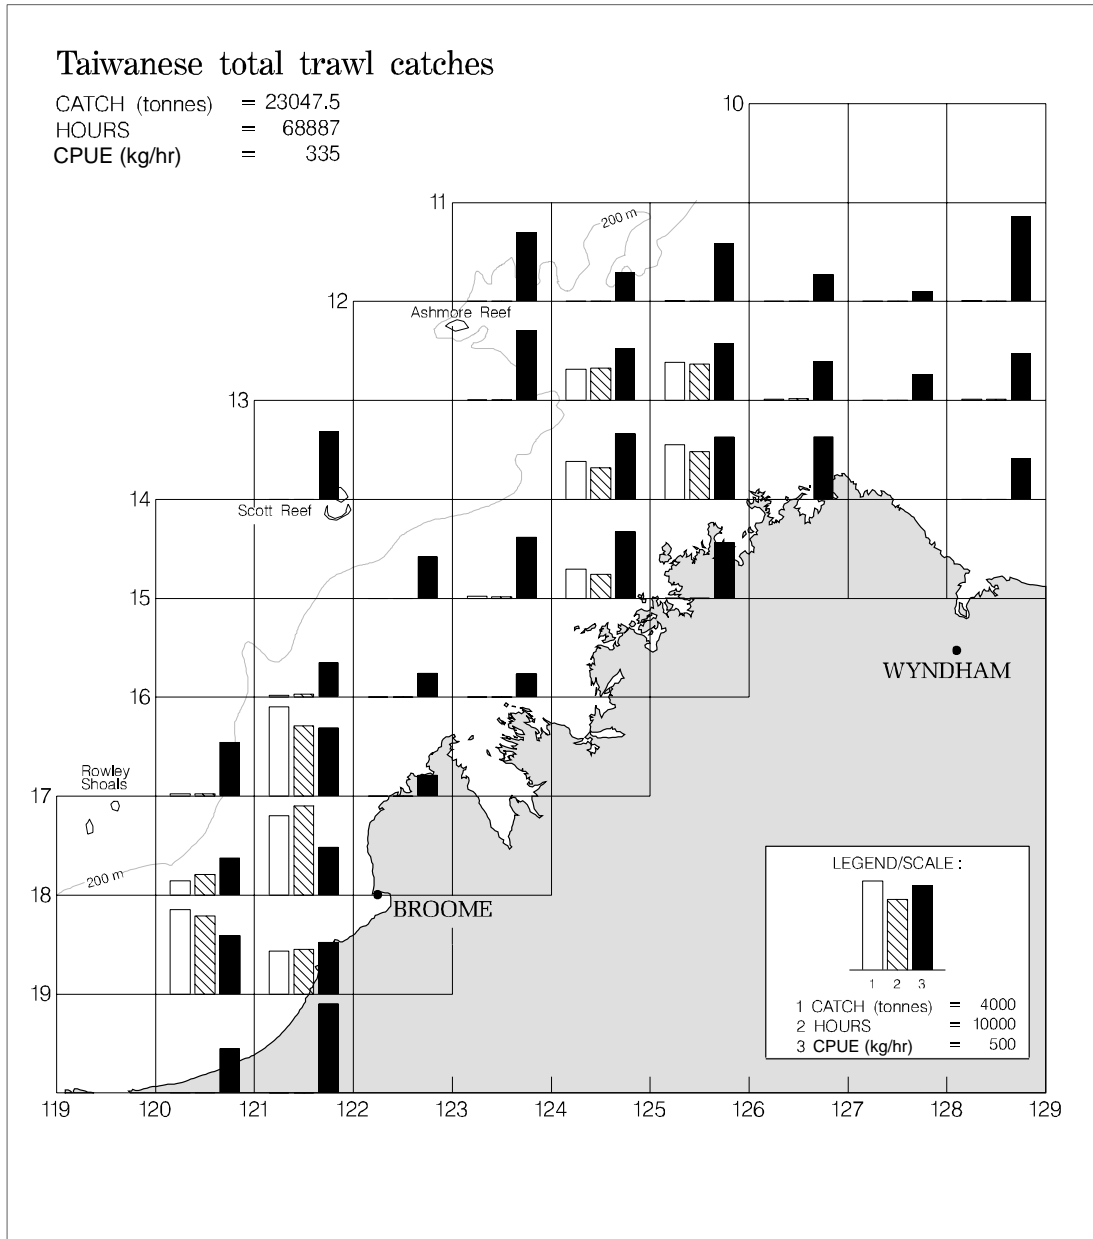 Taiwanese total trawl catches
CATCH (tonnes) = 23047.5
HOURS = 68887
CPUE (kg/hr) = 335
10
11
200 m
12
Ashmore Reef
13
14
Scott Reef
15
WYNDHAM
16
Rowley
Shoals
17
200 m
18
BROOME
LEGEND/SCALE :
1 2 3
1 CATCH (tonnes) = 4000
2 HOURS = 10000
3 CPUE (kg/hr) = 500
19
119 120 121 122 123 124 125 126 127 128 129